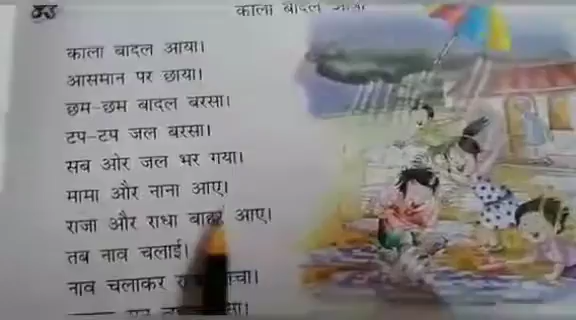 काला बादल
काला बादल आया।
आसमान पर छाया।
छम-छम बादल बरसा।
टप-टप जल बरसा।
सब ओर जल भर गया।
मामा और नाना आए।
राजा और राधा बाहर आए।
तब नाव चलाई।
नाव चलाकर